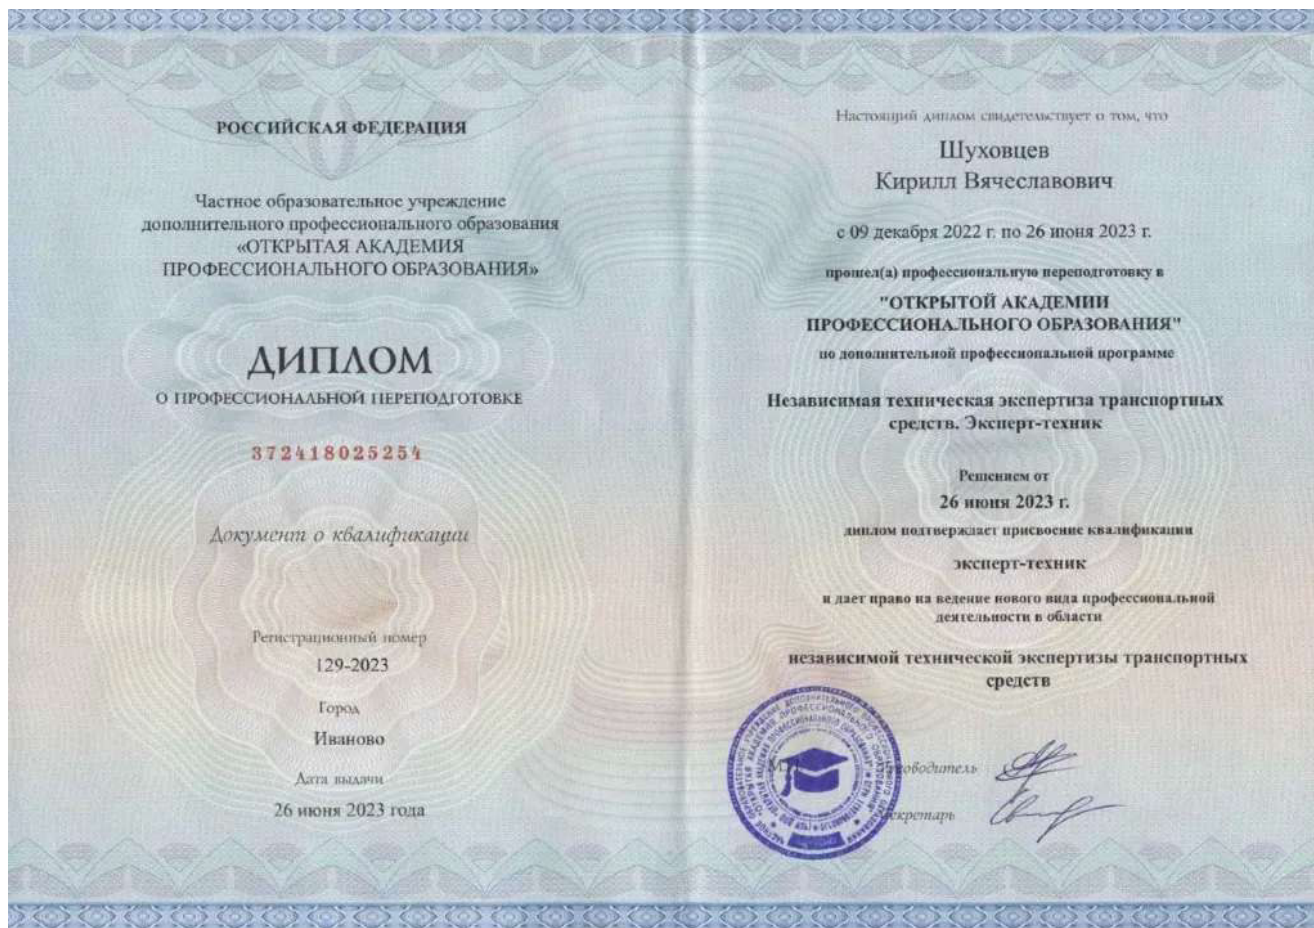 РОССИЙСКАЯ ФЕДЕРАЦИЯ
Частное образовательное учреждение
дополнительного профессионального образования
«ОТКРЫТАЯ АКАДЕМИЯ
ПРОФЕССИОНАЛЬНОГО ОБРАЗОВАНИЯ»
ДИПЛОМ
О ПРОФЕССИОНАЛЬНОЙ ПЕРЕПОДГОТОВКЕ
372418025254
Документ о квалификации
Регистрационный номер
129-2023
Город
Иваново
Дата выдачи
26 июня 2023 года
Настоящий диплом свидетельствует о том, что
Шуховцев
Кирилл Вячеславович
с 09 декабря 2022 г. по 26 июня 2023 г.
прошел(а) профессиональную переподготовку в
"ОТКРЫТОЙ АКАДЕМИИ
ПРОФЕССИОНАЛЬНОГО ОБРАЗОВАНИЯ"
по дополнительной профессиональной программе
Независимая техническая экспертиза транспортных
средств. Эксперт-техник
Решением от
26 июня 2023 г.
диплом подтверждает присвоение квалификации
эксперт-техник
и дает право на ведение нового вида профессиональной
деятельности в области
независимой технической экспертизы транспортных
средств
Руководитель
Секретарь